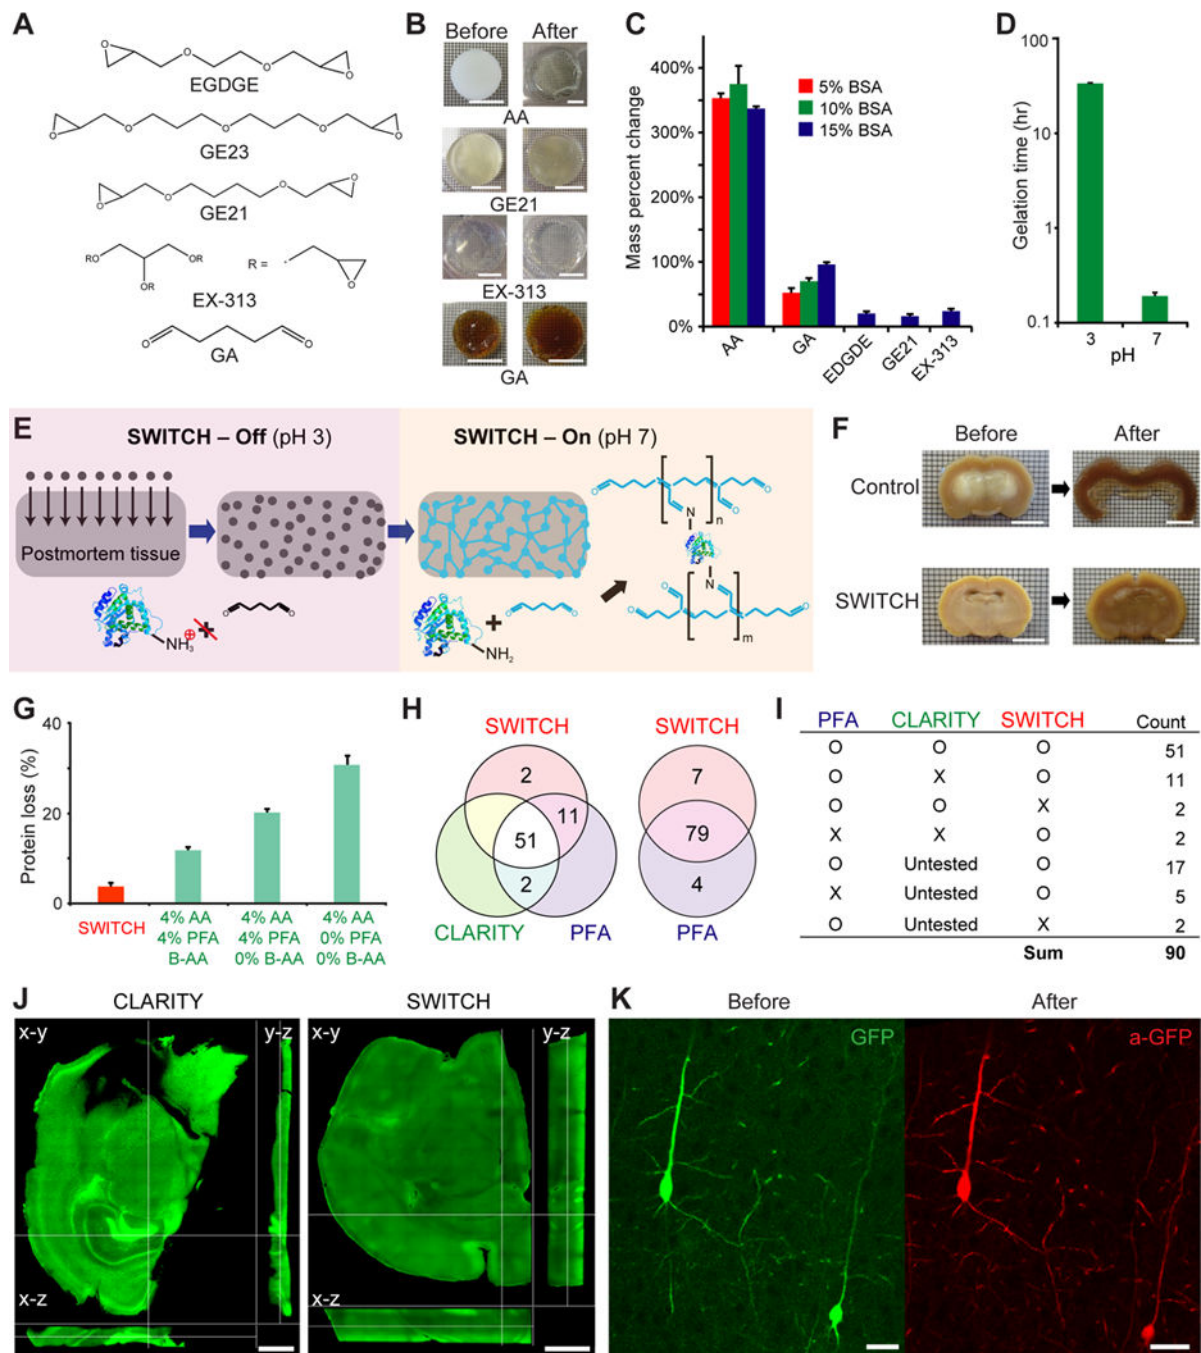 A
O
O
O
O
EGDGE
O
O
O
O
O
GE23
O
O
O
O
GE21
RO
OR
OR
R =
O
EX-313
O
O
GA
B
Before After
AA
GE21
EX-313
GA
C
Mass percent change
400%
300%
200%
100%
0%
5% BSA
10% BSA
15% BSA
AA
GA
EDGDE
GE21
EX-313
D
Gelation time (hr)
100
10
1
0.1
3 7
pH
E
SWITCH – Off (pH 3)
Postmortem tissue
NH3
+
O
O
SWITCH – On (pH 7)
NH2
+
O
O
O
O
O
O
n
N
N
O
O
O
O
m
F
Before After
Control
SWITCH
G
Protein loss (%)
40
20
0
SWITCH
4% AA
4% PFA
B-AA
4% AA
4% PFA
0% B-AA
4% AA
0% PFA
0% B-AA
H
SWITCH
2
11
51
2
CLARITY PFA
SWITCH
7
79
4
PFA
I
PFA CLARITY SWITCH Count
O O O 51
O X O 11
O O X 2
X X O 2
O Untested O 17
X Untested O 5
O Untested X 2
Sum 90
J
CLARITY
x-y
y-z
x-z
SWITCH
x-y
y-z
x-z
K
Before After
GFP
a-GFP